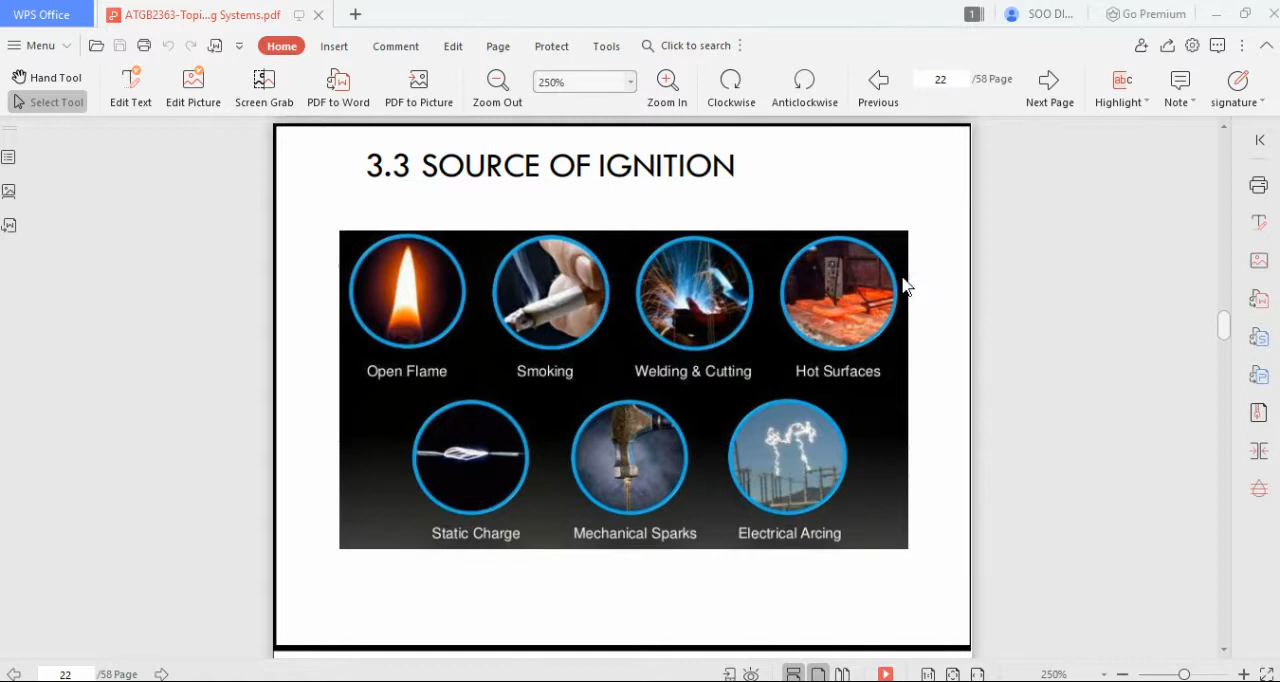 WPS Office ATGB2363-Topi...g Systems.pdf 1 SOO DI... Go Premium
Menu Home Insert Comment Edit Page Protect Tools Click to search
Hand Tool 250% 22 /58 Page
Select Tool Edit Text Edit Picture Screen Grab PDF to Word PDF to Picture Zoom Out Zoom In Clockwise Anticlockwise Previous Next Page Highlight Note signature
3.3 SOURCE OF IGNITION
Open Flame Smoking Welding & Cutting Hot Surfaces
Static Charge Mechanical Sparks Electrical Arcing
22 /58 Page 250%